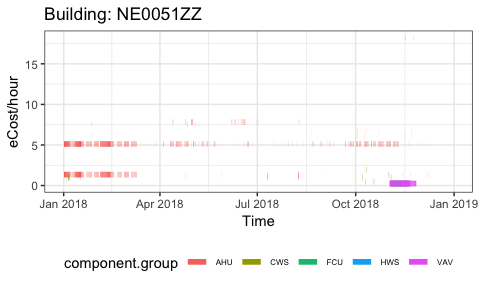 Building: NE0051ZZ
eCost/hour
15
10
5
0
Jan 2018 Apr 2018 Jul 2018 Oct 2018 Jan 2019
Time
component.group AHU CWS FCU HWS VAV